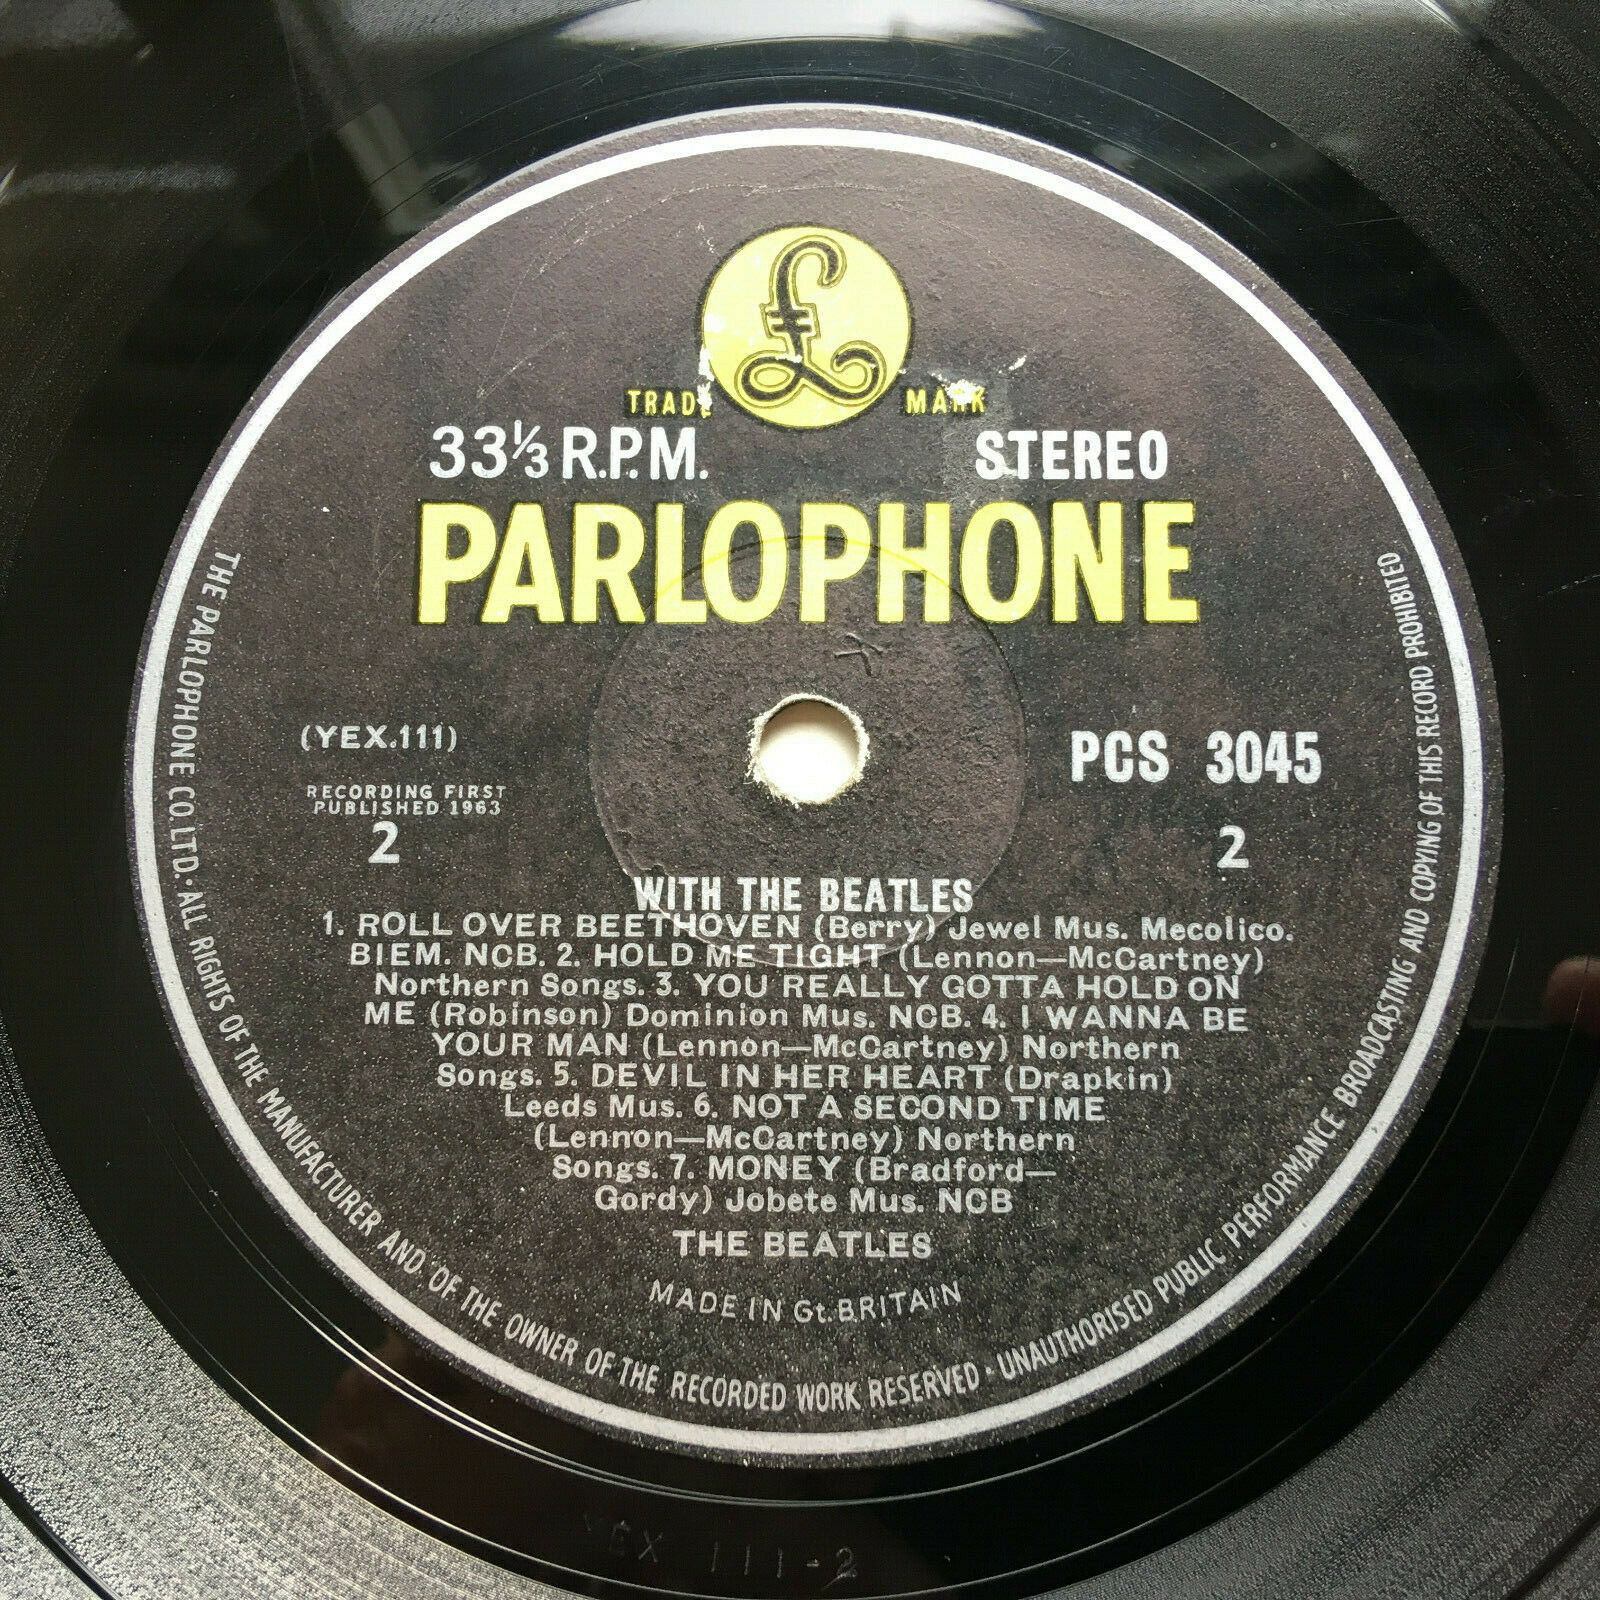 £
TRADE MARK
33⅓ R.P.M. STEREO
PARLOPHONE
(YEX.111) PCS 3045
RECORDING FIRST
PUBLISHED 1963
2 2
WITH THE BEATLES
1. ROLL OVER BEETHOVEN (Berry) Jewel Mus. Mecolico.
BIEM. NCB. 2. HOLD ME TIGHT (Lennon—McCartney)
Northern Songs. 3. YOU REALLY GOTTA HOLD ON
ME (Robinson) Dominion Mus. NCB. 4. I WANNA BE
YOUR MAN (Lennon—McCartney) Northern
Songs. 5. DEVIL IN HER HEART (Drapkin)
Leeds Mus. 6. NOT A SECOND TIME
(Lennon—McCartney) Northern
Songs. 7. MONEY (Bradford—
Gordy) Jobete Mus. NCB
THE BEATLES
MADE IN Gt. BRITAIN
THE PARLOPHONE CO. LTD. · ALL RIGHTS OF THE MANUFACTURER AND OF THE OWNER OF THE RECORDED WORK RESERVED · UNAUTHORISED PUBLIC PERFORMANCE BROADCASTING AND COPYING OF THIS RECORD PROHIBITED
YEX 111-2